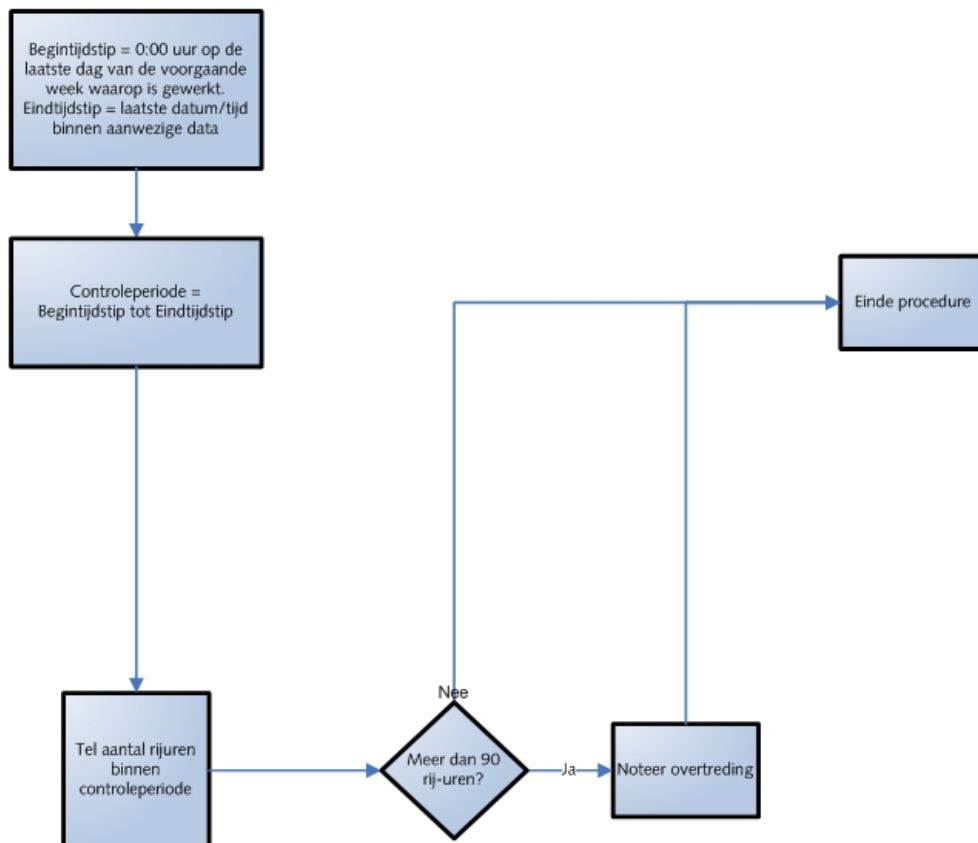 Begintijdstip = 0:00 uur op de
laatste dag van de voorgaande
week waarop is gewerkt.
Eindtijdstip = laatste datum/tijd
binnen aanwezige data
Controleperiode =
Begintijdstip tot Eindtijdstip
Einde procedure
Tel aantal rijuren
binnen
controleperiode
Nee
Meer dan 90
rij-uren?
Ja
Noteer overtreding